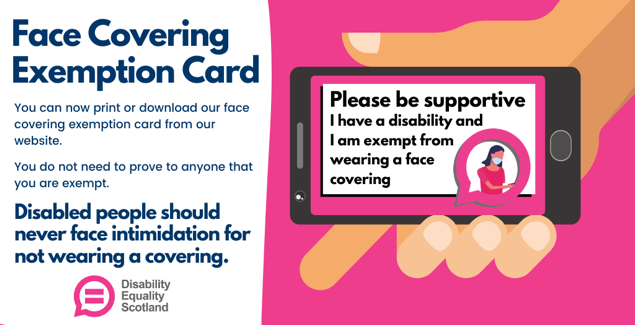 Face Covering
Exemption Card
You can now print or download our face
covering exemption card from our
website.
You do not need to prove to anyone that
you are exempt.
Disabled people should
never face intimidation for
not wearing a covering.
Disability
Equality
Scotland
Please be supportive
I have a disability and
I am exempt from
wearing a face
covering